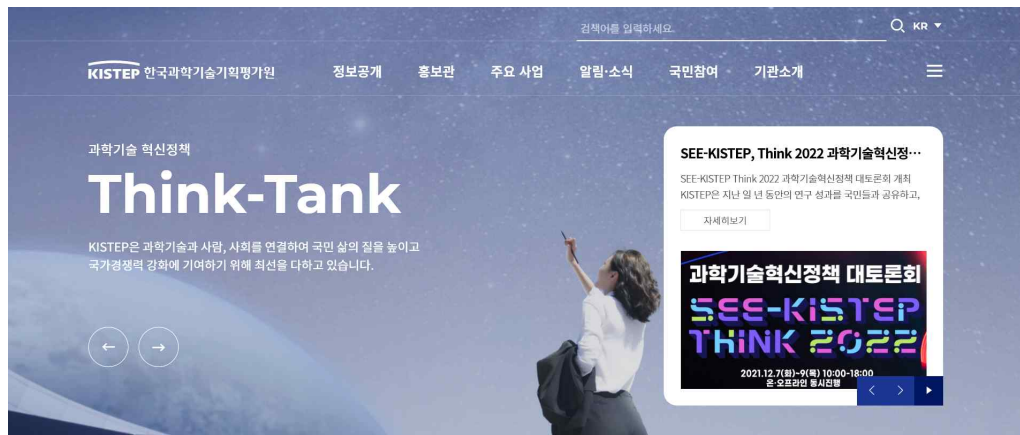 검색어를 입력하세요.
KR
KISTEP 한국과학기술기획평가원
정보공개 홍보관 주요 사업 알림·소식 국민참여 기관소개
과학기술 혁신정책
Think-Tank
KISTEP은 과학기술과 사람, 사회를 연결하여 국민 삶의 질을 높이고
국가경쟁력 강화에 기여하기 위해 최선을 다하고 있습니다.
SEE-KISTEP, Think 2022 과학기술혁신정…
SEE-KISTEP Think 2022 과학기술혁신정책 대토론회 개최
KISTEP은 지난 일 년 동안의 연구 성과를 국민들과 공유하고,
자세히보기
과학기술혁신정책 대토론회
SEE-KISTEP
THINK 2022
2021.12.7(화)-9(목) 10:00-18:00
온·오프라인 동시진행